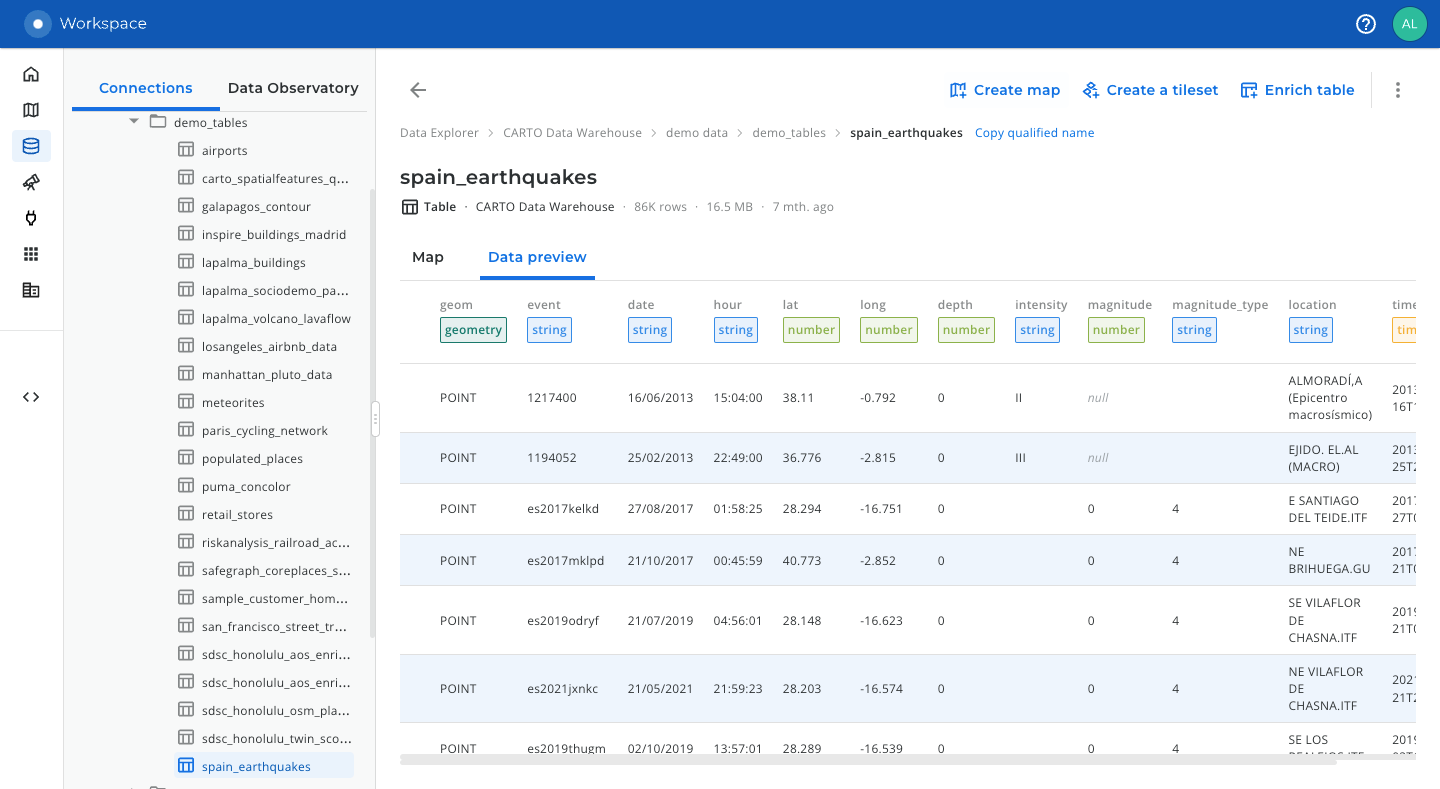 Workspace
AL
Connections
Data Observatory
demo_tables
airports
carto_spatialfeatures_q...
galapagos_contour
inspire_buildings_madrid
lapalma_buildings
lapalma_sociodemo_pa...
lapalma_volcano_lavaflow
losangeles_airbnb_data
manhattan_pluto_data
meteorites
paris_cycling_network
populated_places
puma_concolor
retail_stores
riskanalysis_railroad_ac...
safegraph_coreplaces_s...
sample_customer_hom...
san_francisco_street_tr...
sdsc_honolulu_aos_enri...
sdsc_honolulu_aos_enri...
sdsc_honolulu_osm_pla...
sdsc_honolulu_twin_sco...
spain_earthquakes
Create map
Create a tileset
Enrich table
Data Explorer > CARTO Data Warehouse > demo data > demo_tables > spain_earthquakes Copy qualified name
spain_earthquakes
Table · CARTO Data Warehouse · 86K rows · 16.5 MB · 7 mth. ago
Map
Data preview
geom event date hour lat long depth intensity magnitude magnitude_type location time
geometry string string string number number number string number string string tim
POINT 1217400 16/06/2013 15:04:00 38.11 -0.792 0 II null
ALMORADÍ,A
(Epicentro
macrosísmico)
2013
16T1
POINT 1194052 25/02/2013 22:49:00 36.776 -2.815 0 III null
EJIDO. EL.AL
(MACRO)
2013
25T2
POINT es2017kelkd 27/08/2017 01:58:25 28.294 -16.751 0 0 4
E SANTIAGO
DEL TEIDE.ITF
2017
27T0
POINT es2017mklpd 21/10/2017 00:45:59 40.773 -2.852 0 0 4
NE
BRIHUEGA.GU
2017
21T0
POINT es2019odryf 21/07/2019 04:56:01 28.148 -16.623 0 0 4
SE VILAFLOR
DE
CHASNA.ITF
2019
21T0
POINT es2021jxnkc 21/05/2021 21:59:23 28.203 -16.574 0 0 4
NE VILAFLOR
DE
CHASNA.ITF
2021
21T2
POINT es2019thugm 02/10/2019 13:57:01 28.289 -16.539 0 0 4
SE LOS
2019